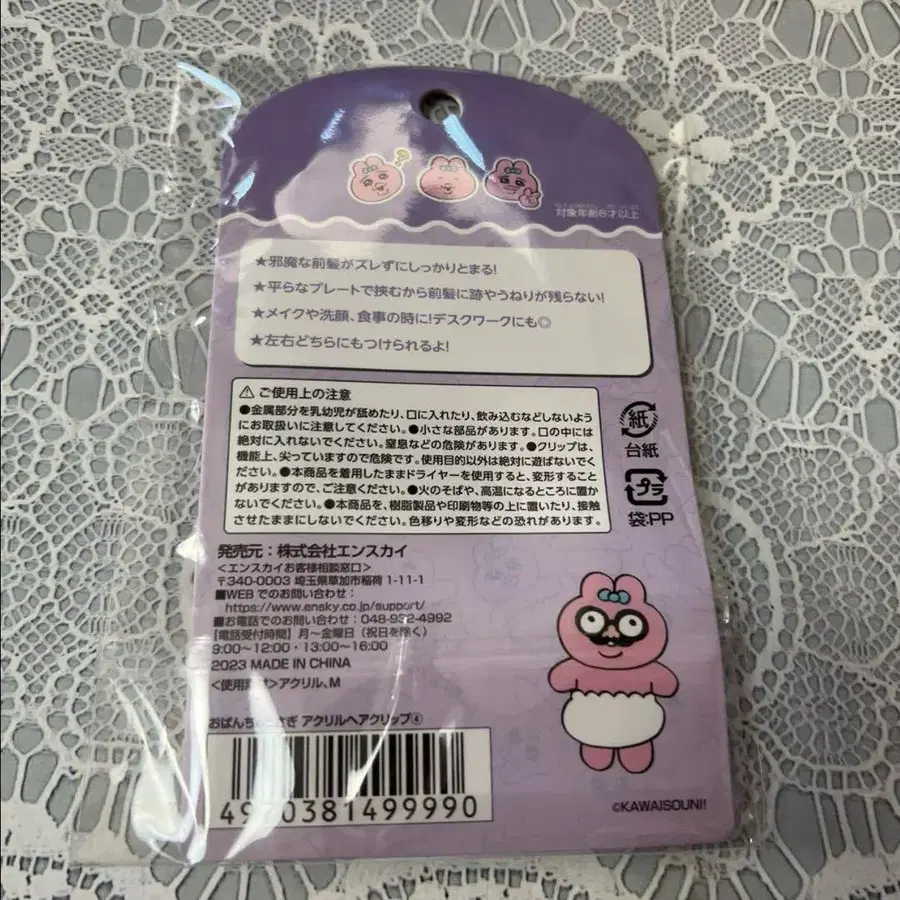 ?
対象年齢6才以上
★邪魔な前髪がズレずにしっかりとまる!
★平らなプレートで挟むから前髪に跡やうねりが残らない!
★メイクや洗顔、食事の時に!デスクワークにも◎
★左右どちらにもつけられるよ!
⚠ご使用上の注意
●金属部分を乳幼児が舐めたり、口に入れたり、飲み込むなどしないよう
にお取扱いに注意してください。●小さな部品があります。口の中には
絶対に入れないでください。窒息などの危険があります。●クリップは、
機能上、尖っていますので危険です。使用目的以外は絶対に遊ばないでく
ださい。●本商品を着用したままドライヤーを使用すると、変形すること
がありますので、ご注意ください。●火のそばや、高温になるところに置か
ないでください。●本商品を、樹脂製品や印刷物等の上に置いたり、接触
させたままにしないでください。色移りや変形などの恐れがあります。
紙
台紙
プラ
袋:PP
発売元:株式会社エンスカイ
<エンスカイお客様相談窓口>
〒340-0003 埼玉県草加市稲荷 1-11-1
■WEB でのお問い合わせ:
https://www.ensky.co.jp/support/
■お電話でのお問い合わせ:048-932-4992
【電話受付時間】月〜金曜日(祝日を除く)
9:00〜12:00・13:00〜16:00
2023 MADE IN CHINA
<使用素材>アクリル、M
おぱんちゅうさぎ アクリルヘアクリップ④
4970381499990
©KAWAISOUNI!